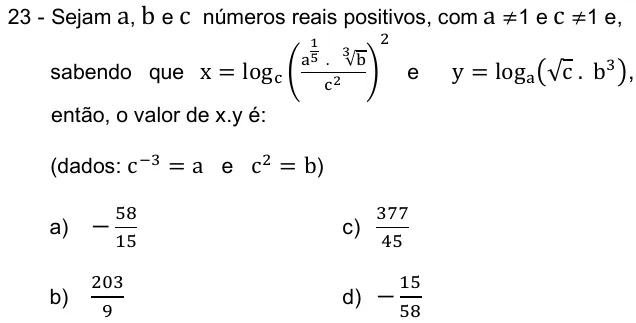 23 - Sejam a, b e c números reais positivos, com a ≠1 e c ≠1 e,
sabendo que x = log_c (a^(1/5) . ∛b / c²)² e y = log_a(√c . b³),
então, o valor de x.y é:
(dados: c⁻³ = a e c² = b)
a) −58/15
c) 377/45
b) 203/9
d) −15/58